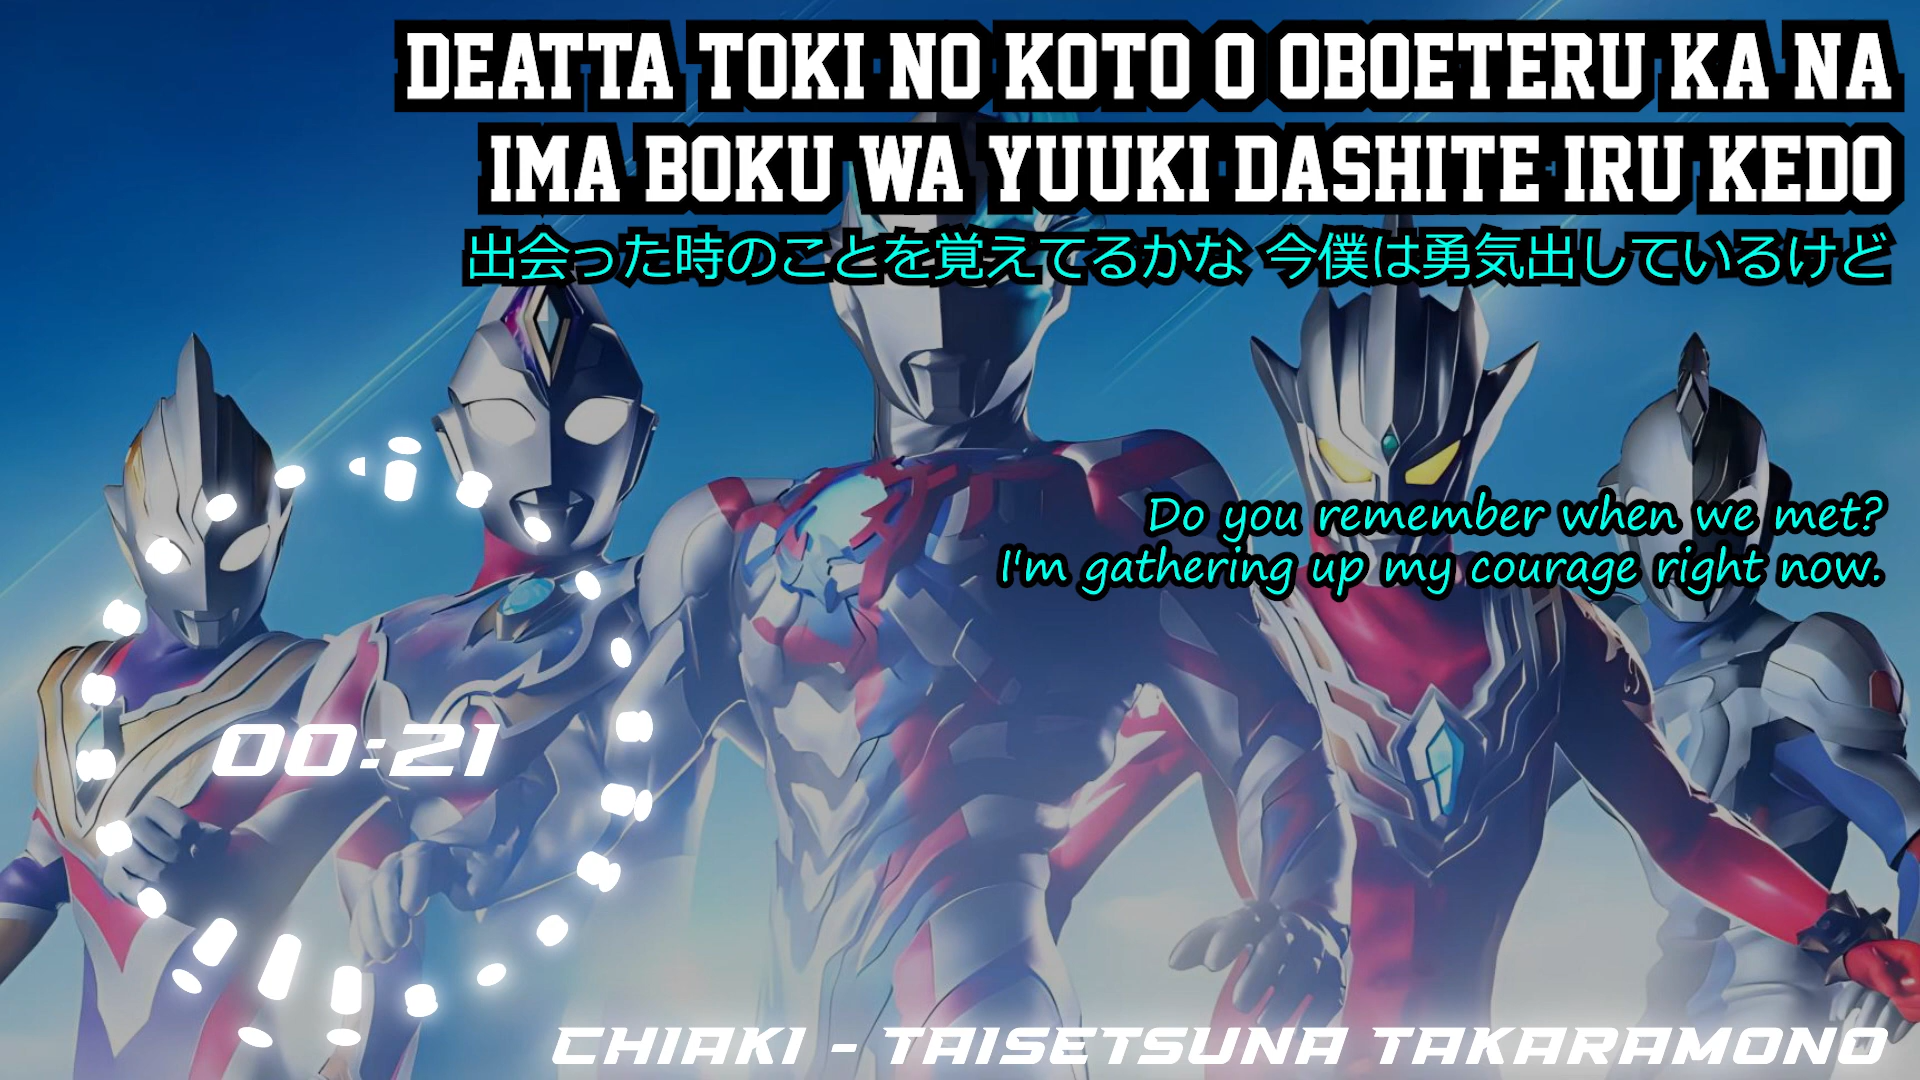 DEATTA TOKI NO KOTO O OBOETERU KA NA
IMA BOKU WA YUUKI DASHITE IRU KEDO
出会った時のことを覚えてるかな 今僕は勇気出しているけど
Do you remember when we met?
I'm gathering up my courage right now.
00:21
CHIAKI - TAISETSUNA TAKARAMONO